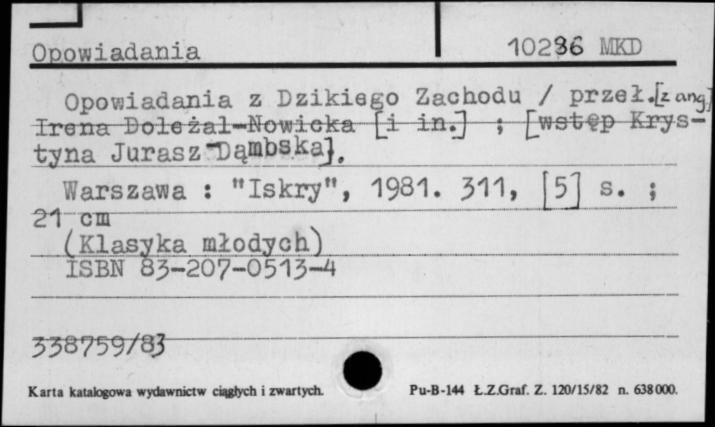 Opowiadania 10236 MKD
Opowiadania z Dzikiego Zachodu / przeł. [z ang]
Irena Doleżal-Nowicka [i in.] ; [wstęp Krys-
tyna Jurasz-Dąmbska].
Warszawa : "Iskry", 1981. 311, [5] s. ;
21 cm
(Klasyka młodych)
ISBN 83-207-0513-4
338759/83
Karta katalogowa wydawnictw ciągłych i zwartych. Pu-B-144 Ł.Z.Graf. Z. 120/15/82 n. 638000.